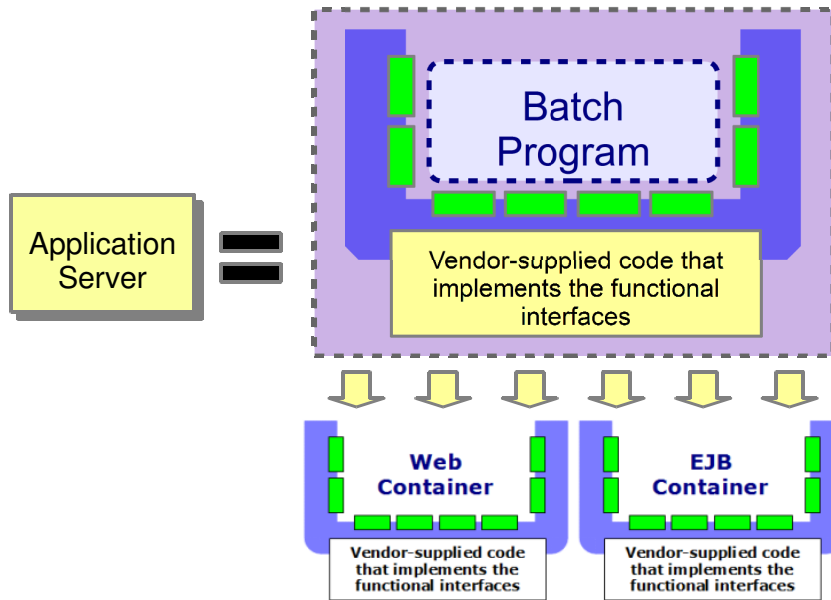 Batch
Program
Application
Server
Vendor-supplied code that
implements the functional
interfaces
Web
Container
EJB
Container
Vendor-supplied code
that implements the
functional interfaces
Vendor-supplied code
that implements the
functional interfaces